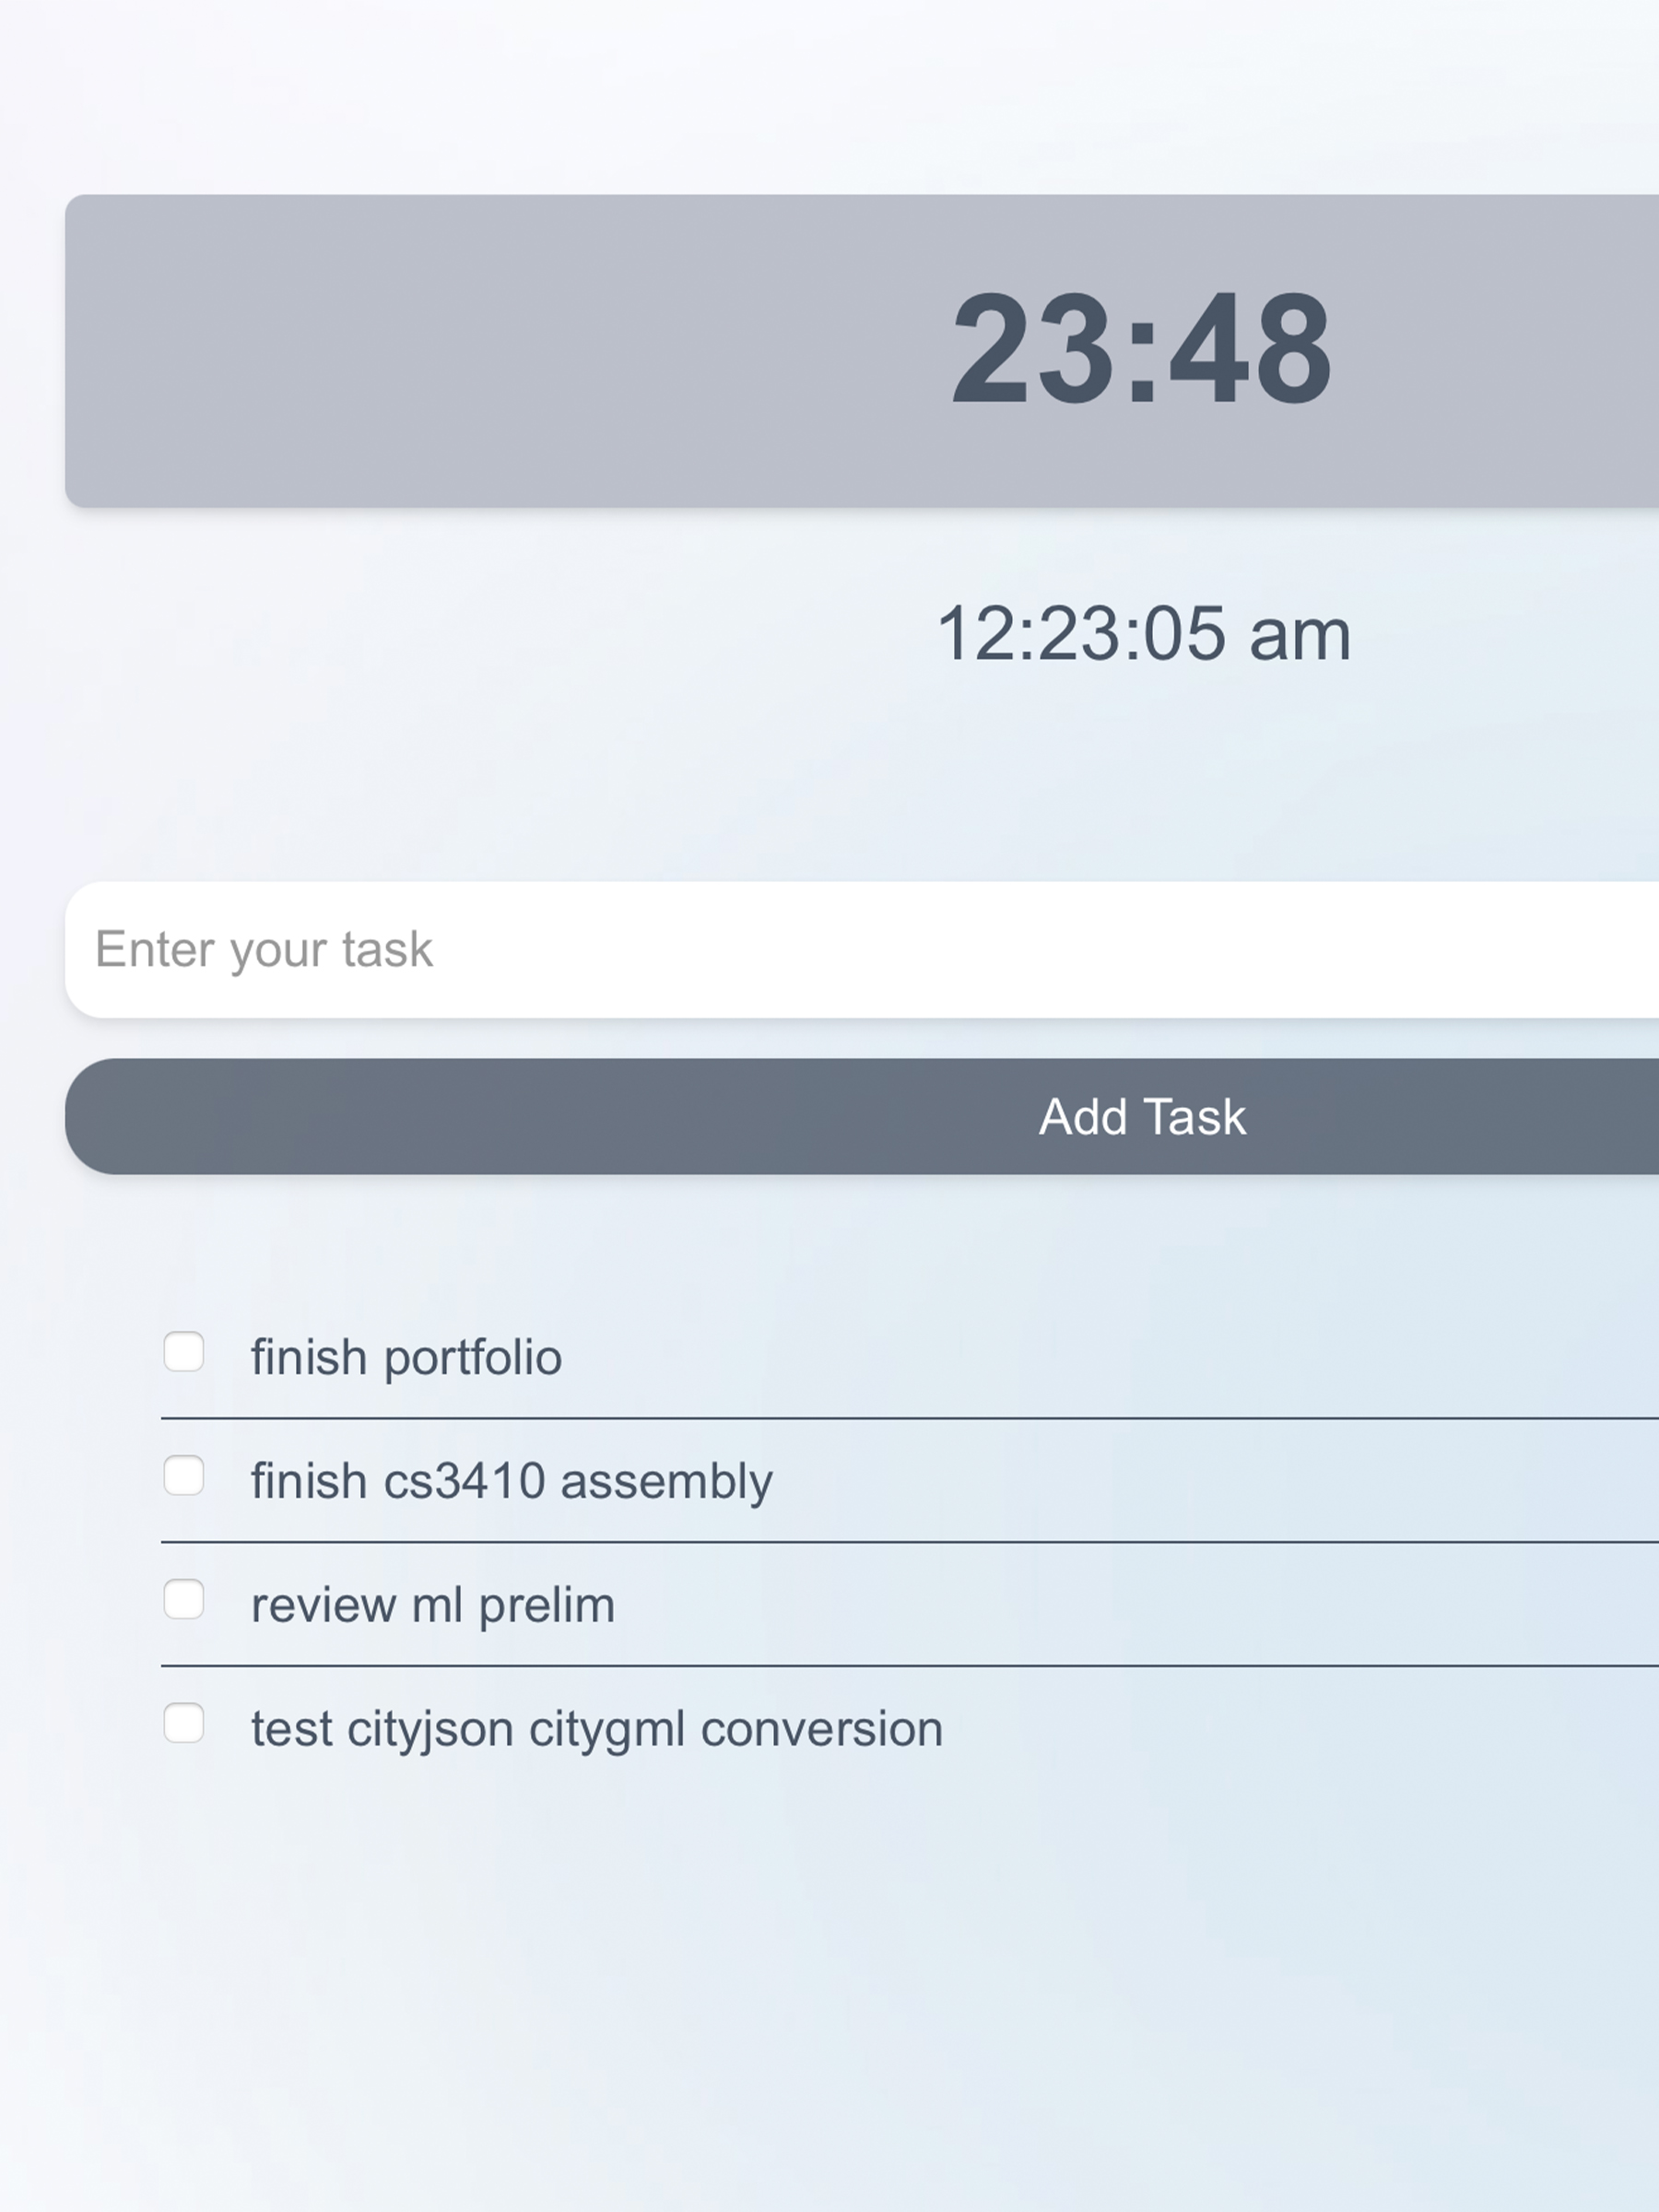 23:48
12:23:05 am
Enter your task
Add Task
finish portfolio
finish cs3410 assembly
review ml prelim
test cityjson citygml conversion